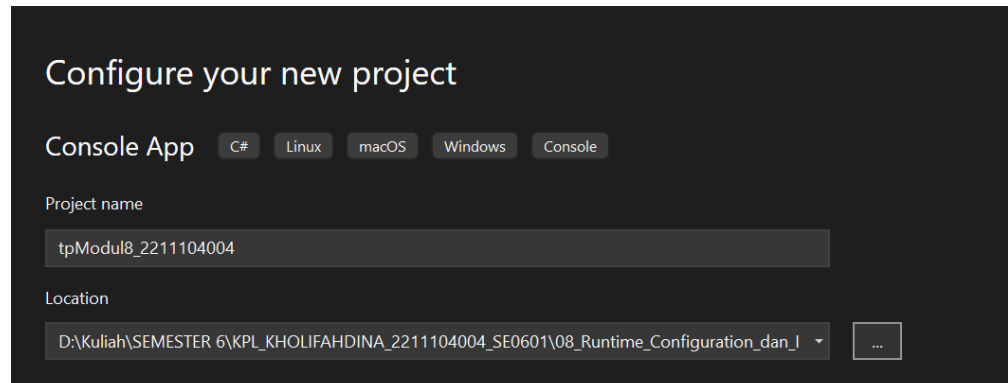 Configure your new project
Console App C# Linux macOS Windows Console
Project name
tpModul8_2211104004
Location
D:\Kuliah\SEMESTER 6\KPL_KHOLIFAHDINA_2211104004_SE0601\08_Runtime_Configuration_dan_I ...